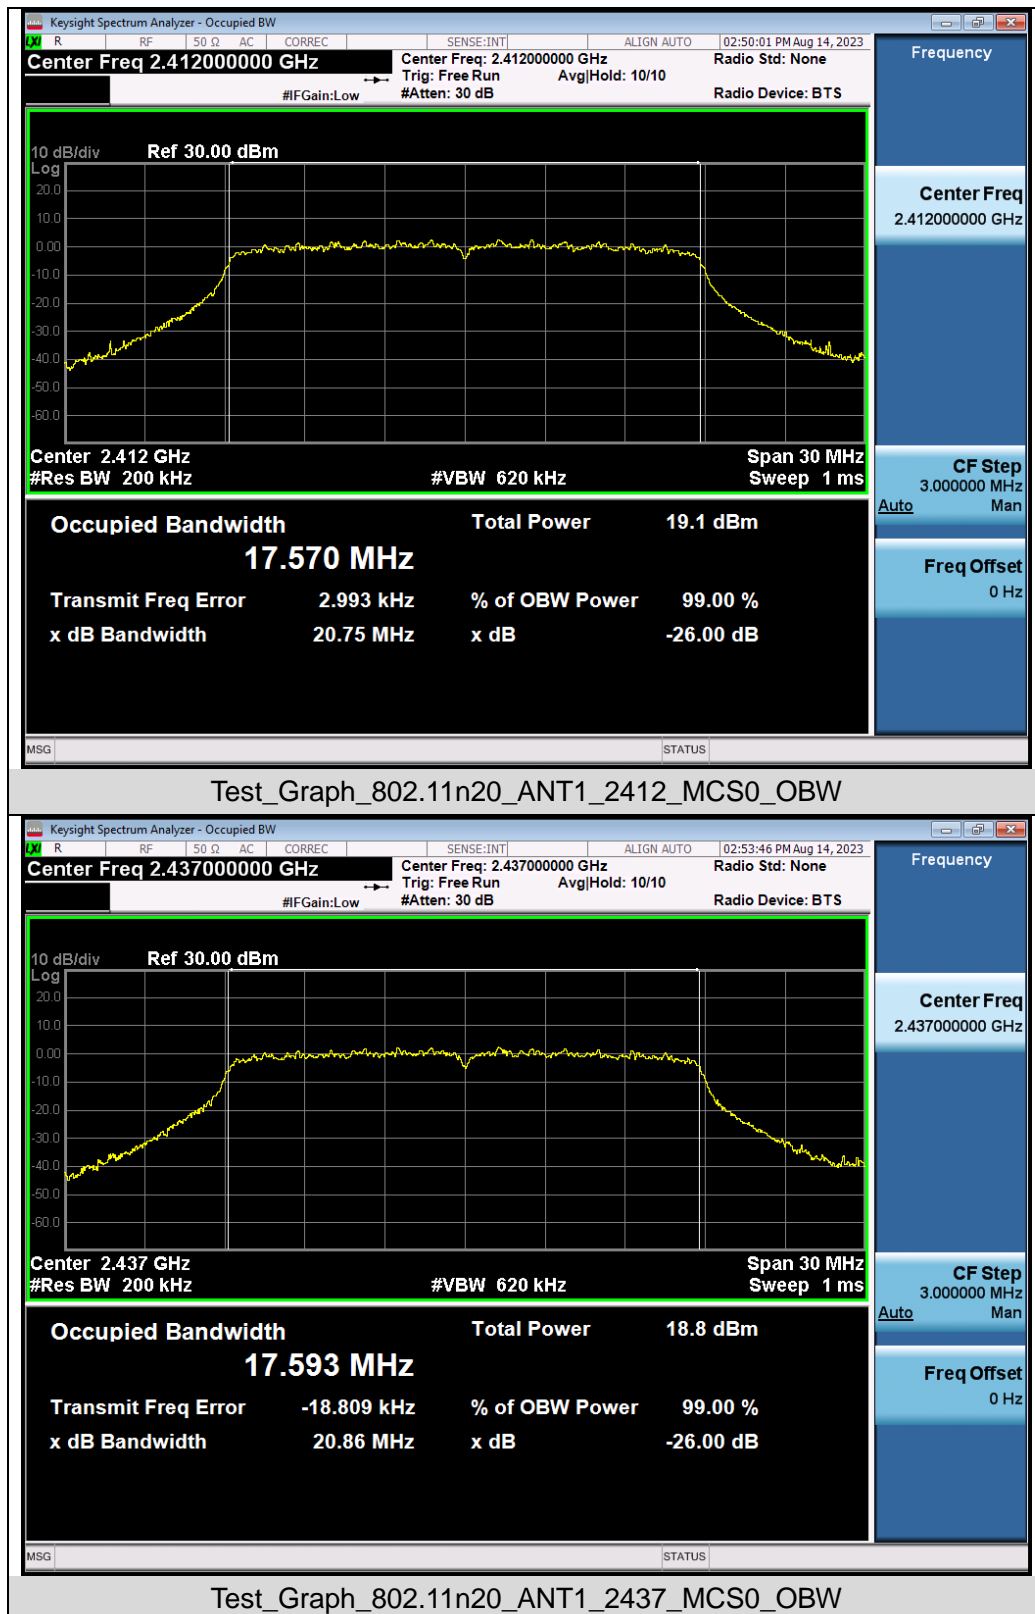 Keysight Spectrum Analyzer - Occupied BW
LXI R RF 50 Ω AC CORREC SENSE:INT ALIGN AUTO 02:50:01 PM Aug 14, 2023
Center Freq 2.412000000 GHz
Center Freq: 2.412000000 GHz Radio Std: None
Trig: Free Run Avg|Hold: 10/10
#IFGain:Low #Atten: 30 dB Radio Device: BTS
Frequency
10 dB/div Ref 30.00 dBm
Log
20.0
10.0
0.00
-10.0
-20.0
-30.0
-40.0
-50.0
-60.0
Center 2.412 GHz Span 30 MHz
#Res BW 200 kHz #VBW 620 kHz Sweep 1 ms
Center Freq
2.412000000 GHz
CF Step
3.000000 MHz
Auto Man
Freq Offset
0 Hz
Occupied Bandwidth Total Power 19.1 dBm
17.570 MHz
Transmit Freq Error 2.993 kHz % of OBW Power 99.00 %
x dB Bandwidth 20.75 MHz x dB -26.00 dB
MSG STATUS
Test_Graph_802.11n20_ANT1_2412_MCS0_OBW
Keysight Spectrum Analyzer - Occupied BW
LXI R RF 50 Ω AC CORREC SENSE:INT ALIGN AUTO 02:53:46 PM Aug 14, 2023
Center Freq 2.437000000 GHz
Center Freq: 2.437000000 GHz Radio Std: None
Trig: Free Run Avg|Hold: 10/10
#IFGain:Low #Atten: 30 dB Radio Device: BTS
Frequency
10 dB/div Ref 30.00 dBm
Log
20.0
10.0
0.00
-10.0
-20.0
-30.0
-40.0
-50.0
-60.0
Center 2.437 GHz Span 30 MHz
#Res BW 200 kHz #VBW 620 kHz Sweep 1 ms
Center Freq
2.437000000 GHz
CF Step
3.000000 MHz
Auto Man
Freq Offset
0 Hz
Occupied Bandwidth Total Power 18.8 dBm
17.593 MHz
Transmit Freq Error -18.809 kHz % of OBW Power 99.00 %
x dB Bandwidth 20.86 MHz x dB -26.00 dB
MSG STATUS
Test_Graph_802.11n20_ANT1_2437_MCS0_OBW